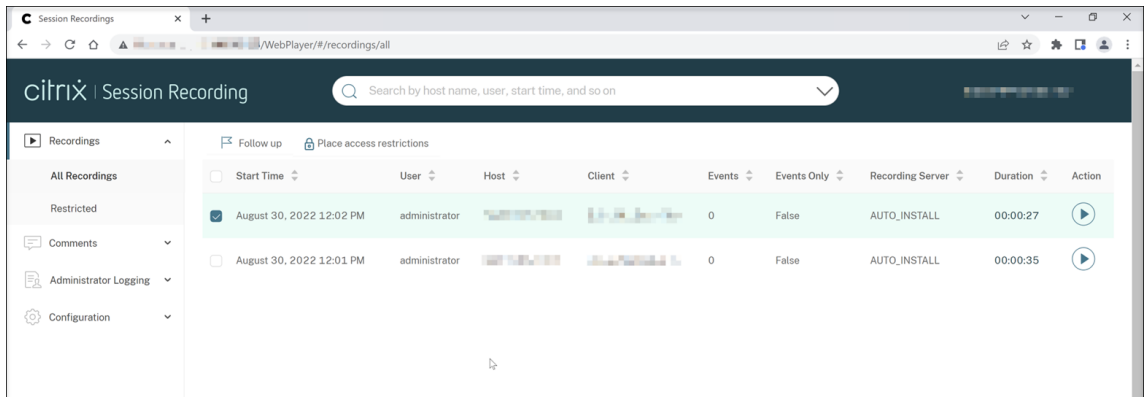 Session Recordings
/WebPlayer/#/recordings/all
citrix | Session Recording
Search by host name, user, start time, and so on
Recordings
All Recordings
Restricted
Comments
Administrator Logging
Configuration
Follow up Place access restrictions
Start Time User Host Client Events Events Only Recording Server Duration Action
August 30, 2022 12:02 PM administrator 0 False AUTO_INSTALL 00:00:27
August 30, 2022 12:01 PM administrator 0 False AUTO_INSTALL 00:00:35